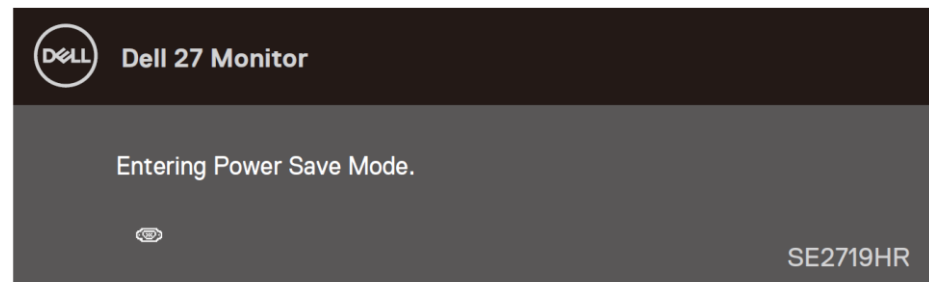 DELL
Dell 27 Monitor
Entering Power Save Mode.
SE2719HR